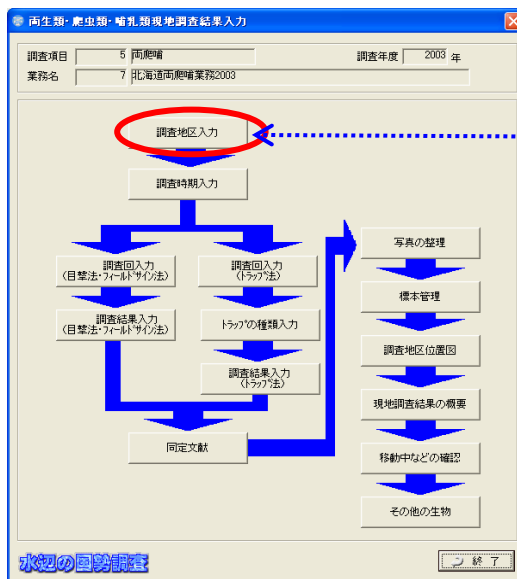 両生類・爬虫類・哺乳類現地調査結果入力
調査項目 5 両爬哺 調査年度 2003 年
業務名 7 北海道両爬哺業務2003
調査地区入力
調査時期入力
調査回入力
(目撃法・フィールドサイン法)
調査結果入力
(目撃法・フィールドサイン法)
調査回入力
(トラップ法)
トラップの種類入力
調査結果入力
(トラップ法)
同定文献
写真の整理
標本管理
調査地区位置図
現地調査結果の概要
移動中などの確認
その他の生物
水辺の国勢調査
終 了